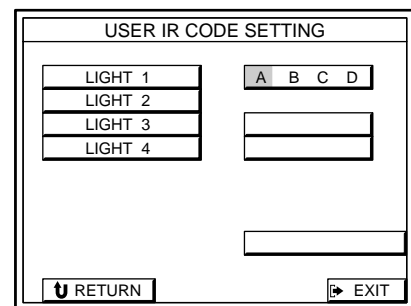 USER IR CODE SETTING
LIGHT 1
A B C D
LIGHT 2
LIGHT 3
LIGHT 4
RETURN
EXIT